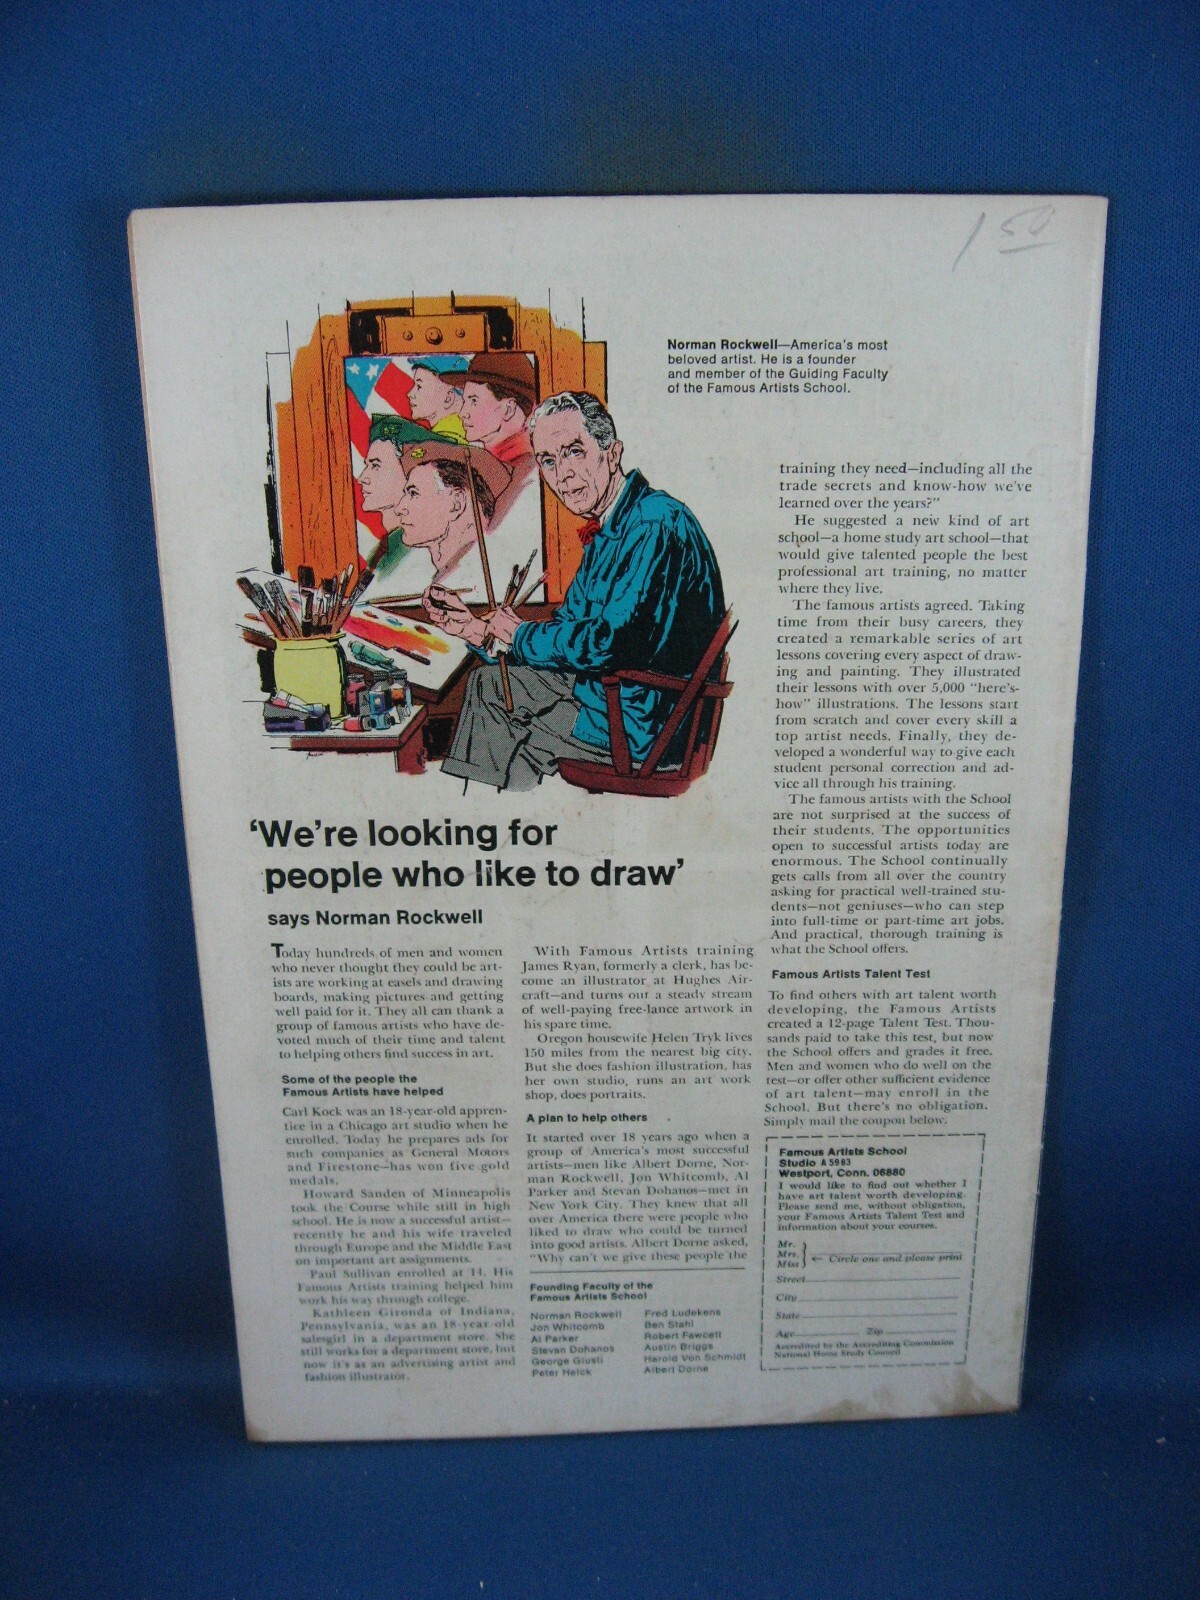 1 50
Norman Rockwell—America's most
beloved artist. He is a founder
and member of the Guiding Faculty
of the Famous Artists School.
'We're looking for
people who like to draw'
says Norman Rockwell
Today hundreds of men and women
who never thought they could be art-
ists are working at easels and drawing
boards, making pictures and getting
well paid for it. They all can thank a
group of famous artists who have de-
voted much of their time and talent
to helping others find success in art.
Some of the people the
Famous Artists have helped
Carl Kock was an 18-year-old appren-
tice in a Chicago art studio when he
enrolled. Today he prepares ads for
such companies as General Motors
and Firestone—has won five gold
medals.
Howard Sanden of Minneapolis
took the Course while still in high
school. He is now a successful artist—
recently he and his wife traveled
through Europe and the Middle East
on important art assignments.
Paul Sullivan enrolled at 14. His
Famous Artists training helped him
work his way through college.
Kathleen Gironda of Indiana,
Pennsylvania, was an 18-year-old
salesgirl in a department store. She
still works for a department store, but
now it's as an advertising artist and
fashion illustrator.
With Famous Artists training
James Ryan, formerly a clerk, has be-
come an illustrator at Hughes Air-
craft—and turns out a steady stream
of well-paying free-lance artwork in
his spare time.
Oregon housewife Helen Tryk lives
150 miles from the nearest big city.
But she does fashion illustration, has
her own studio, runs an art work
shop, does portraits.
A plan to help others
It started over 18 years ago when a
group of America's most successful
artists—men like Albert Dorne, Nor-
man Rockwell, Jon Whitcomb, Al
Parker and Stevan Dohanos—met in
New York City. They knew that all
over America there were people who
liked to draw who could be turned
into good artists. Albert Dorne asked,
"Why can't we give these people the
Founding Faculty of the
Famous Artists School
Norman Rockwell
Jon Whitcomb
Al Parker
Stevan Dohanos
George Giusti
Peter Helck
Fred Ludekens
Ben Stahl
Robert Fawcett
Austin Briggs
Harold Von Schmidt
Albert Dorne
training they need—including all the
trade secrets and know-how we've
learned over the years?"
He suggested a new kind of art
school—a home study art school—that
would give talented people the best
professional art training, no matter
where they live.
The famous artists agreed. Taking
time from their busy careers, they
created a remarkable series of art
lessons covering every aspect of draw-
ing and painting. They illustrated
their lessons with over 5,000 "here's-
how" illustrations. The lessons start
from scratch and cover every skill a
top artist needs. Finally, they de-
veloped a wonderful way to give each
student personal correction and ad-
vice all through his training.
The famous artists with the School
are not surprised at the success of
their students. The opportunities
open to successful artists today are
enormous. The School continually
gets calls from all over the country
asking for practical well-trained stu-
dents—not geniuses—who can step
into full-time or part-time art jobs.
And practical, thorough training is
what the School offers.
Famous Artists Talent Test
To find others with art talent worth
developing, the Famous Artists
created a 12-page Talent Test. Thou-
sands paid to take this test, but now
the School offers and grades it free.
Men and women who do well on the
test—or offer other sufficient evidence
of art talent—may enroll in the
School. But there's no obligation.
Simply mail the coupon below.
Famous Artists School
Studio A5983
Westport, Conn. 06880
I would like to find out whether I
have art talent worth developing.
Please send me, without obligation,
your Famous Artists Talent Test and
information about your courses.
Mr.
Mrs. ← Circle one and please print
Miss
Street
City
State
Age Zip
Accredited by the Accrediting Commission
National Home Study Council